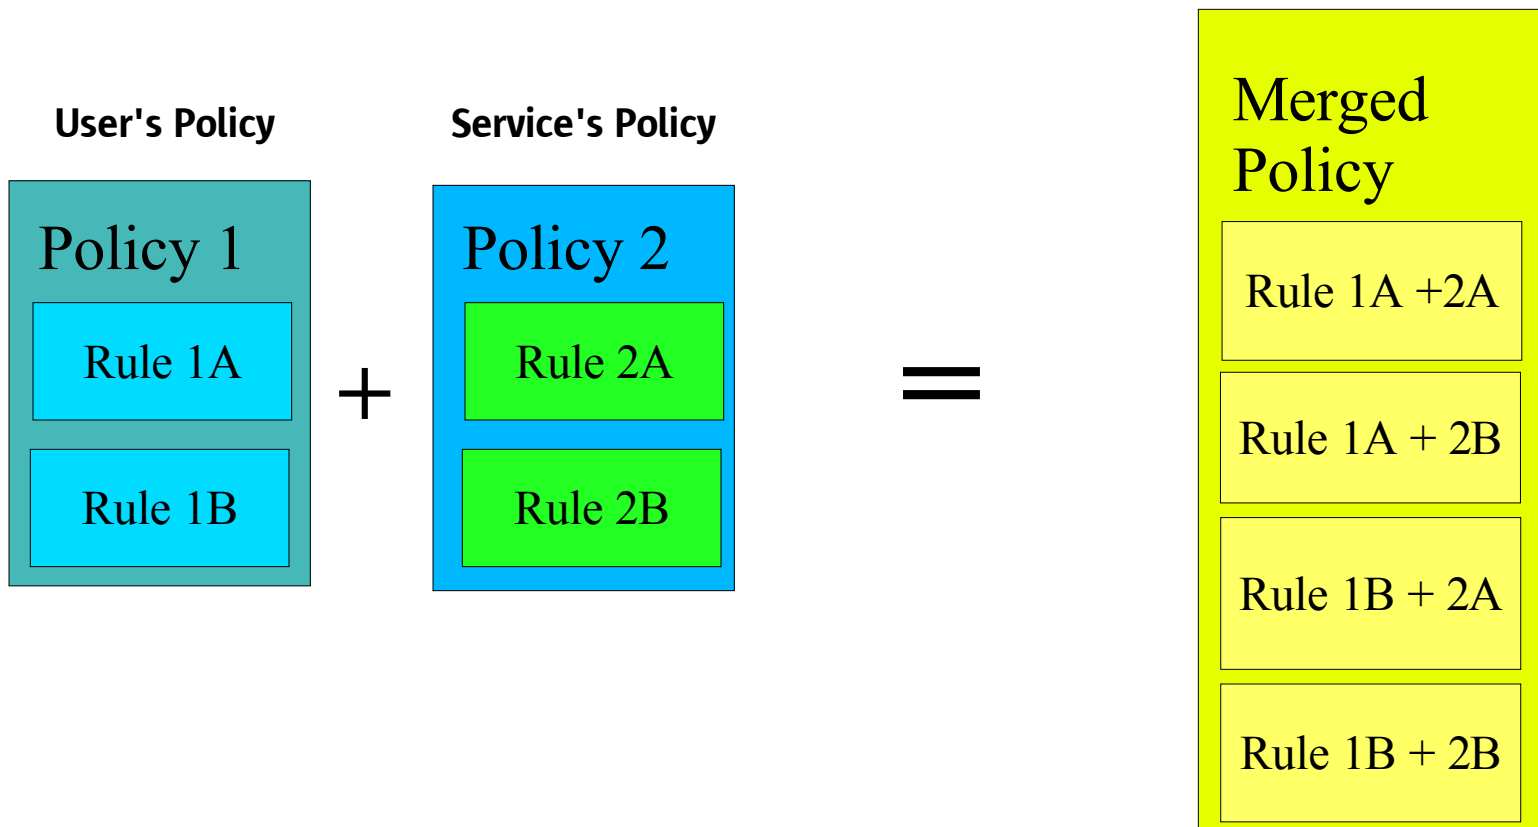 User's Policy
Policy 1
Rule 1A
Rule 1B
+
Service's Policy
Policy 2
Rule 2A
Rule 2B
=
Merged
Policy
Rule 1A +2A
Rule 1A + 2B
Rule 1B + 2A
Rule 1B + 2B